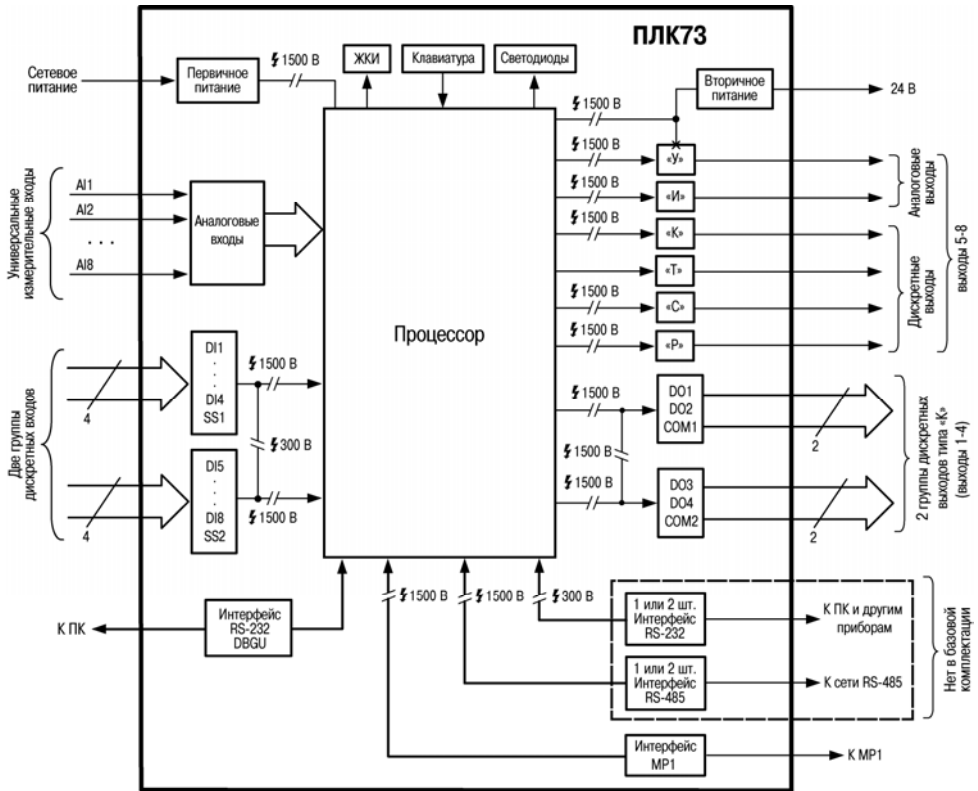 ПЛК73
Сетевое
питание
Первичное
питание
1500 В
ЖКИ
Клавиатура
Светодиоды
1500 В
Вторичное
питание
24 В
Универсальные
измерительные входы
AI1
AI2
. . .
AI8
Аналоговые
входы
Процессор
1500 В
«У»
1500 В
«И»
1500 В
«К»
«Т»
1500 В
«С»
1500 В
«Р»
Аналоговые
выходы
Дискретные
выходы
выходы 5-8
Две группы
дискретных входов
4
DI1
.
.
.
DI4
SS1
1500 В
300 В
4
DI5
.
.
.
DI8
SS2
1500 В
1500 В
DO1
DO2
COM1
2
1500 В
1500 В
DO3
DO4
COM2
2
2 группы дискретных
выходов типа «К»
(выходы 1-4)
К ПК
Интерфейс
RS-232
DBGU
1500 В
1500 В
300 В
1 или 2 шт.
Интерфейс
RS-232
К ПК и другим
приборам
1 или 2 шт.
Интерфейс
RS-485
К сети RS-485
Нет в базовой
комплектации
Интерфейс
МР1
К МР1